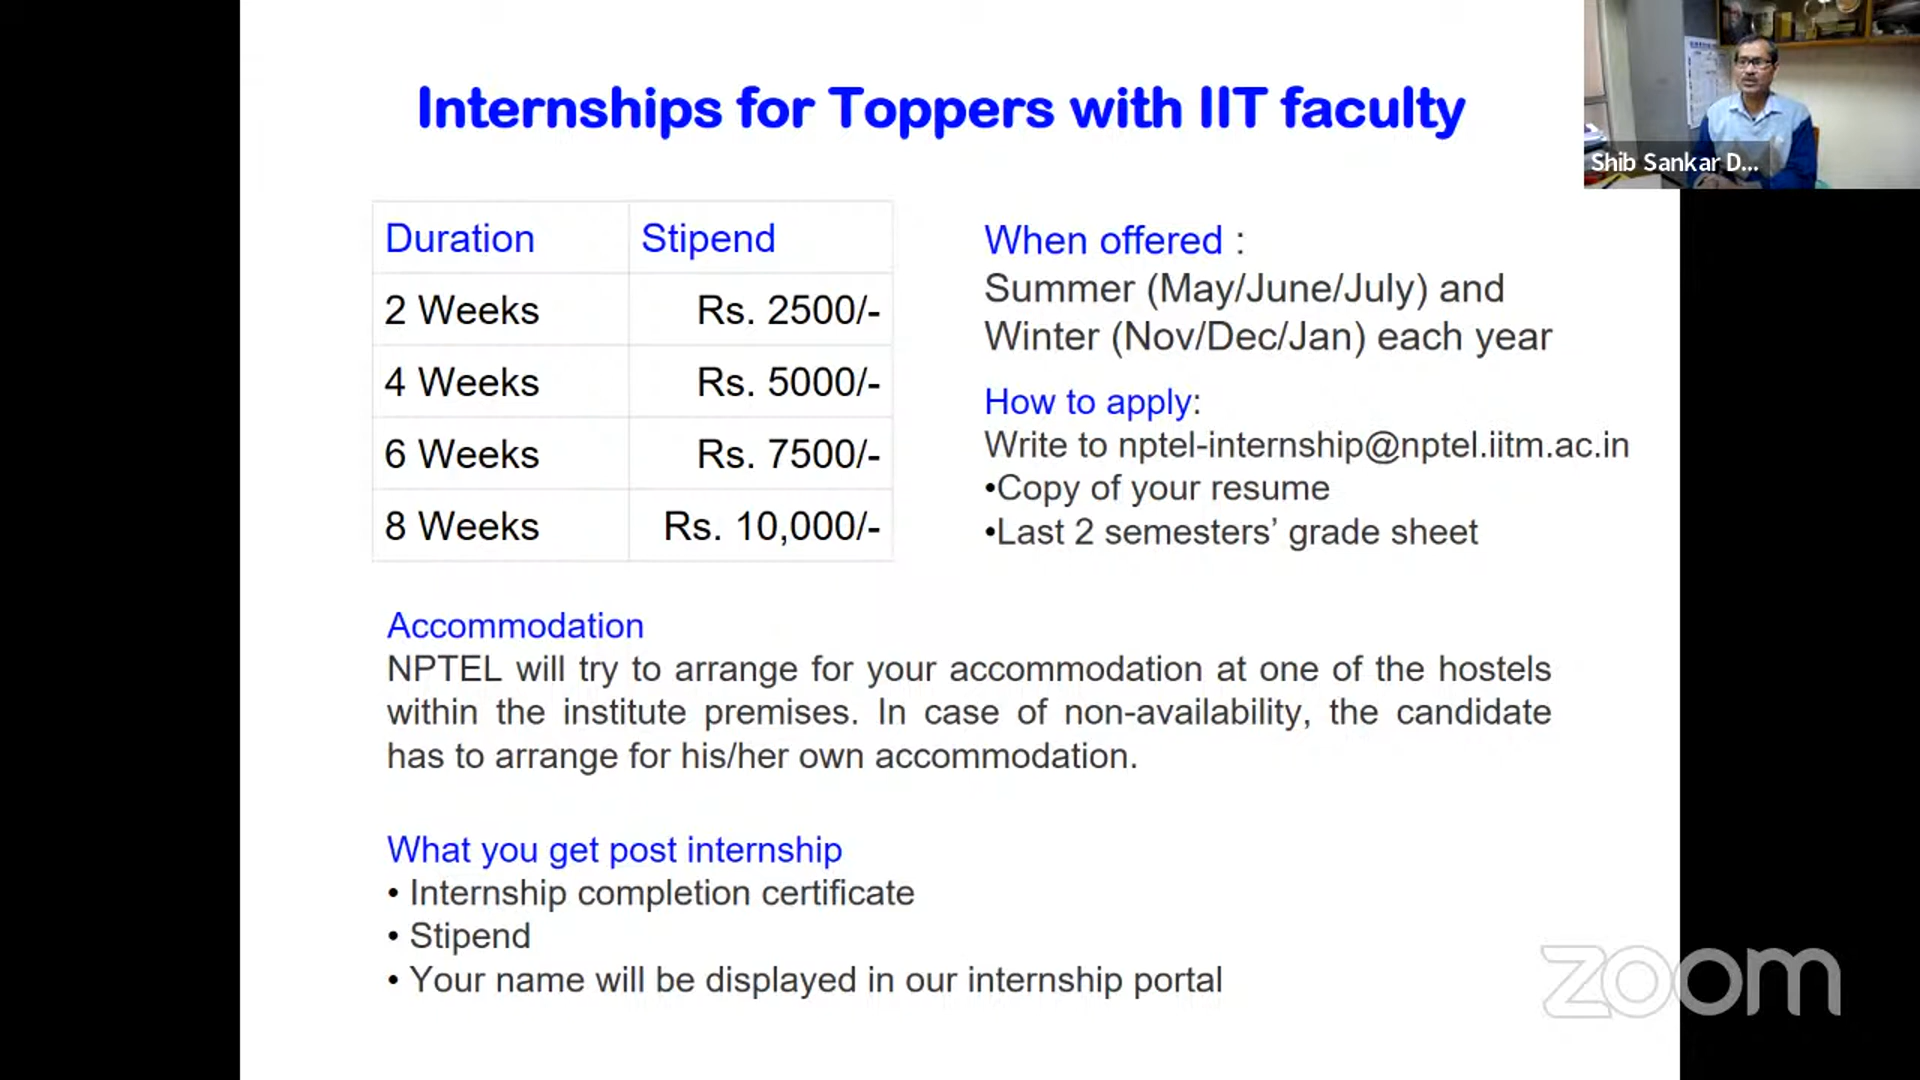 Internships for Toppers with IIT faculty
Shib Sankar D...
Duration Stipend
2 Weeks Rs. 2500/-
4 Weeks Rs. 5000/-
6 Weeks Rs. 7500/-
8 Weeks Rs. 10,000/-
When offered :
Summer (May/June/July) and
Winter (Nov/Dec/Jan) each year
How to apply:
Write to nptel-internship@nptel.iitm.ac.in
•Copy of your resume
•Last 2 semesters’ grade sheet
Accommodation
NPTEL will try to arrange for your accommodation at one of the hostels
within the institute premises. In case of non-availability, the candidate
has to arrange for his/her own accommodation.
What you get post internship
• Internship completion certificate
• Stipend
• Your name will be displayed in our internship portal
zoom